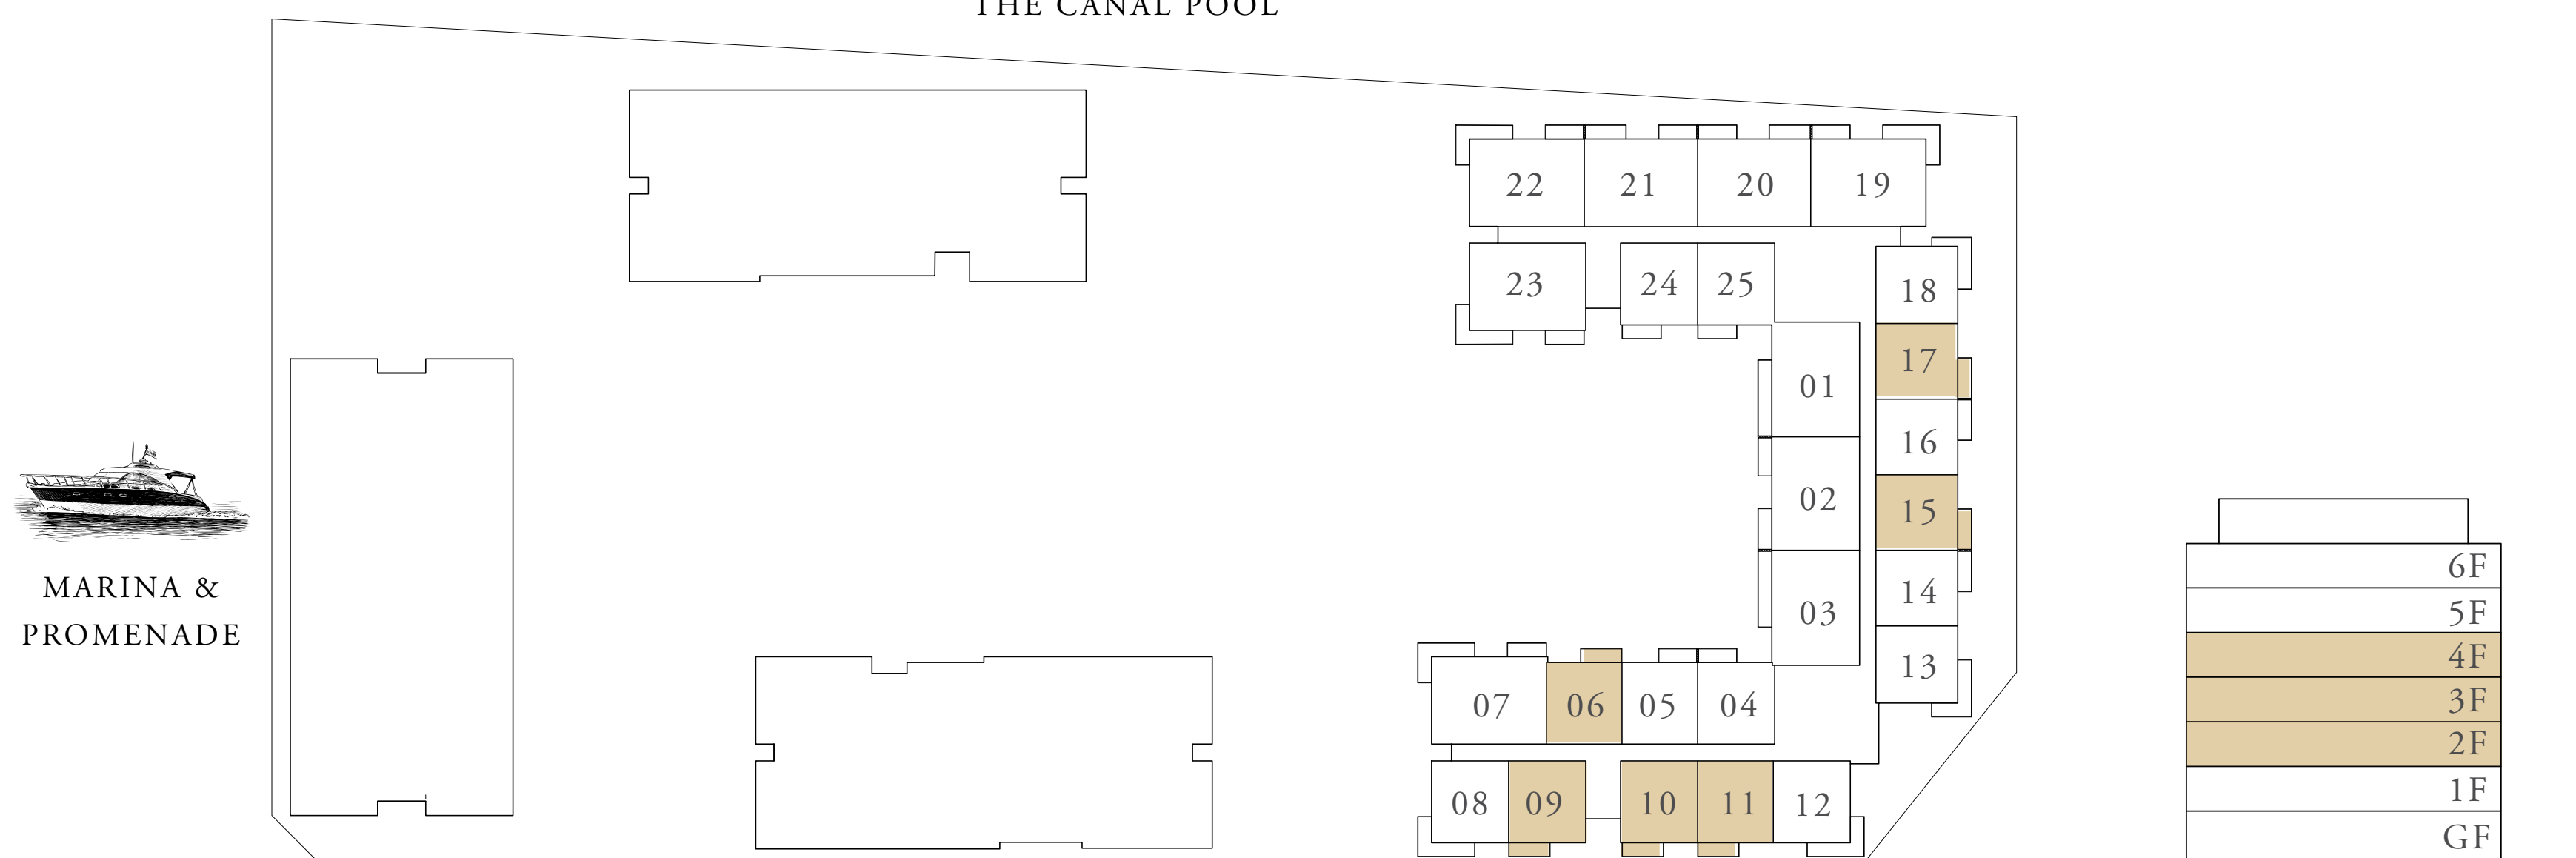 THE CANAL POOL
22 21 20 19
23 24 25
18
17
01
16
02
15
14
03
13
07 06 05 04
08 09 10 11 12
MARINA &
PROMENADE
6F
5F
4F
3F
2F
1F
GF